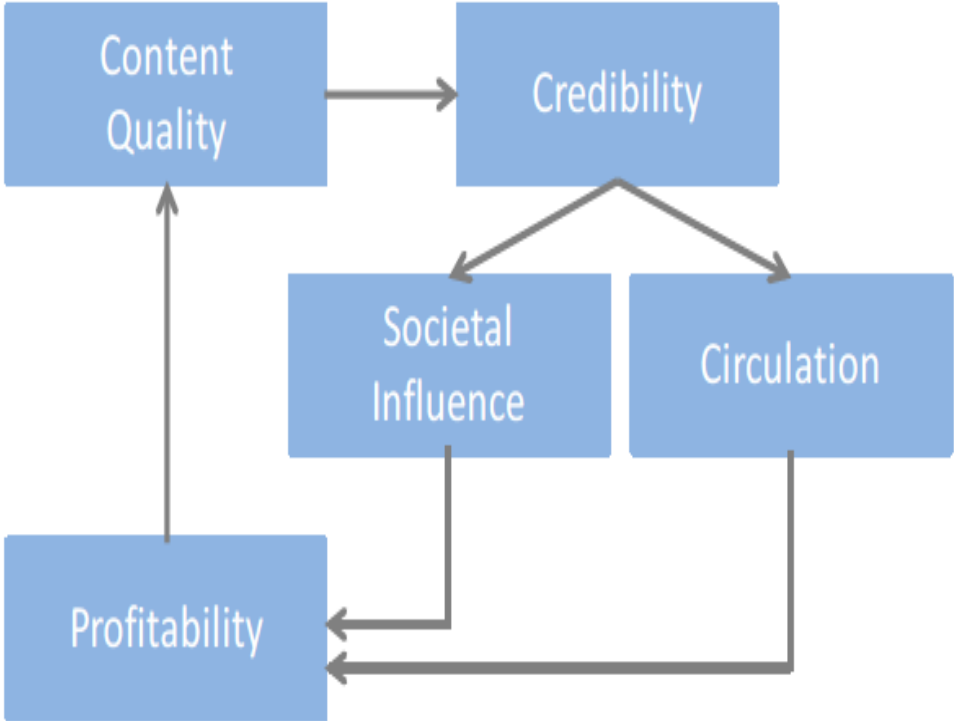 Content
Quality
Credibility
Societal
Influence
Circulation
Profitability